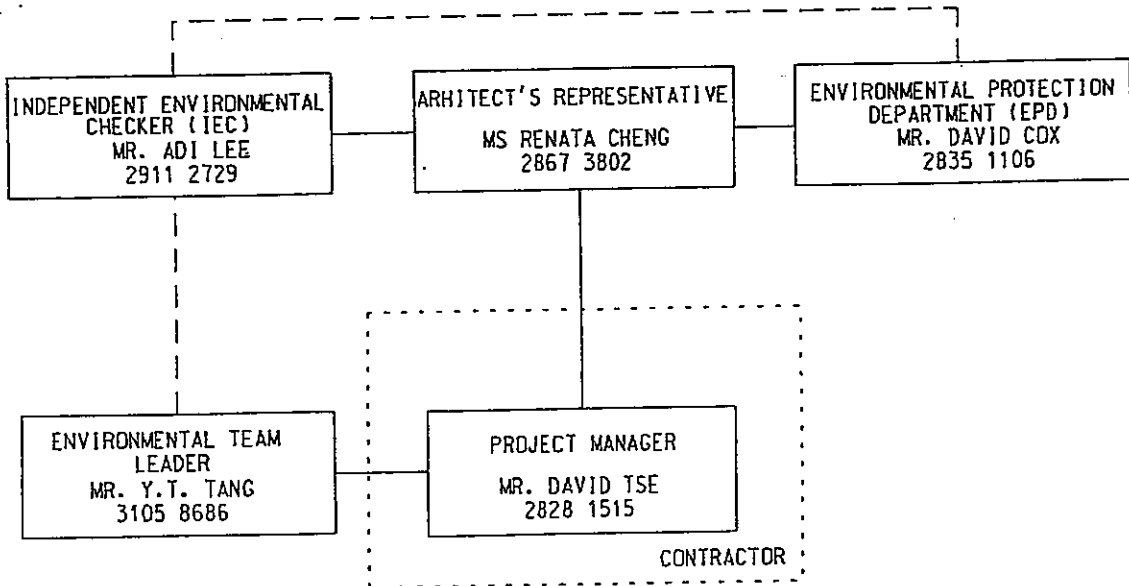 INDEPENDENT ENVIRONMENTAL
CHECKER (IEC)
MR. ADI LEE
2911 2729
ARHITECT'S REPRESENTATIVE
MS RENATA CHENG
2867 3802
ENVIRONMENTAL PROTECTION
DEPARTMENT (EPD)
MR. DAVID COX
2835 1106
ENVIRONMENTAL TEAM
LEADER
MR. Y.T. TANG
3105 8686
PROJECT MANAGER
MR. DAVID TSE
2828 1515
CONTRACTOR